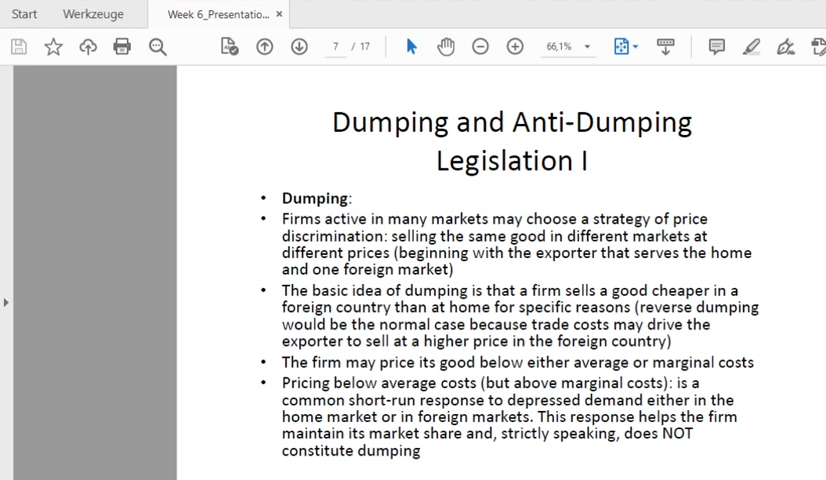 Start Werkzeuge Week 6_Presentatio... ×
7 / 17 66,1%
Dumping and Anti-Dumping
Legislation I
• Dumping:
• Firms active in many markets may choose a strategy of price
discrimination: selling the same good in different markets at
different prices (beginning with the exporter that serves the home
and one foreign market)
• The basic idea of dumping is that a firm sells a good cheaper in a
foreign country than at home for specific reasons (reverse dumping
would be the normal case because trade costs may drive the
exporter to sell at a higher price in the foreign country)
• The firm may price its good below either average or marginal costs
• Pricing below average costs (but above marginal costs): is a
common short-run response to depressed demand either in the
home market or in foreign markets. This response helps the firm
maintain its market share and, strictly speaking, does NOT
constitute dumping